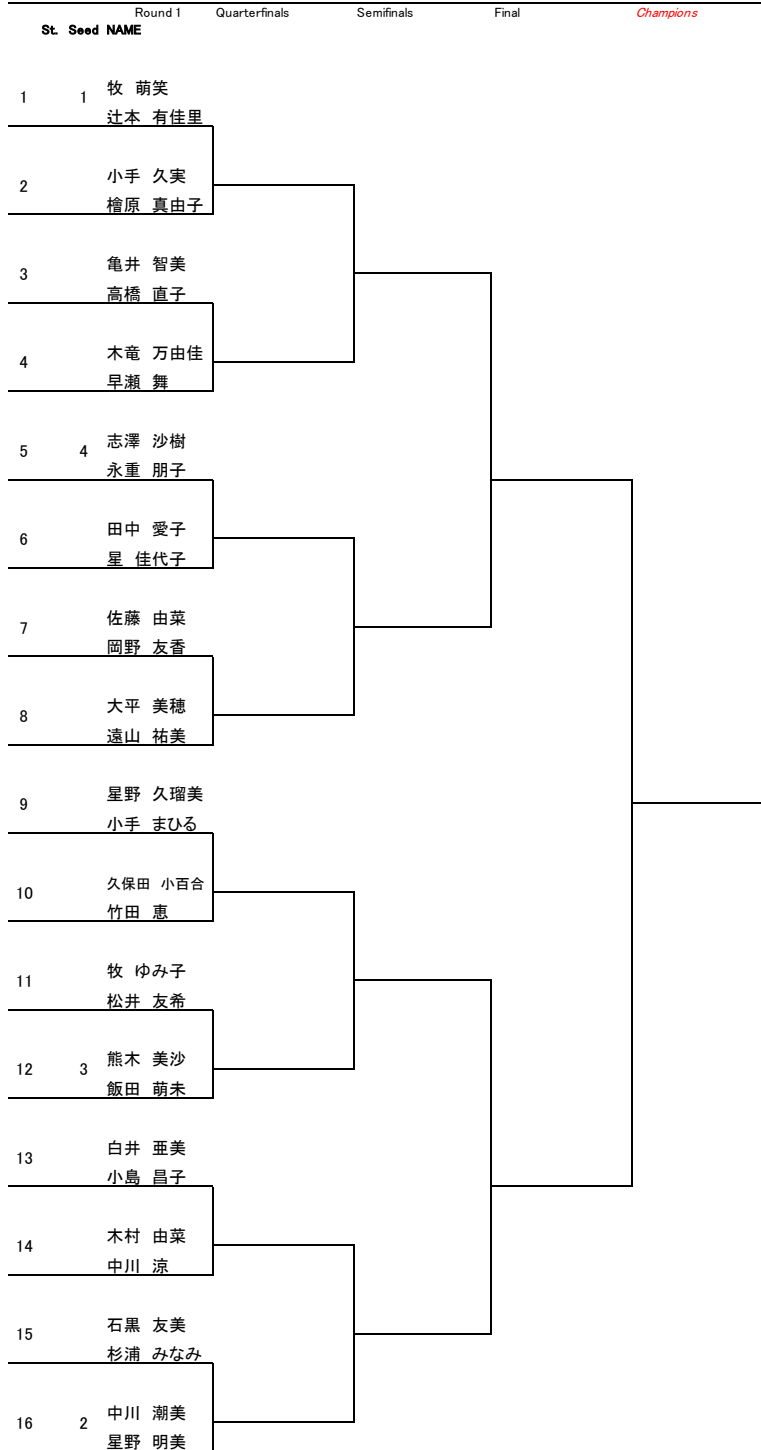 Round 1 Quarterfinals Semifinals Final Champions
St. Seed NAME
1 1 牧 萌笑
辻本 有佳里
2 小手 久実
檜原 真由子
3 亀井 智美
高橋 直子
4 木竜 万由佳
早瀬 舞
5 4 志澤 沙樹
永重 朋子
6 田中 愛子
星 佳代子
7 佐藤 由菜
岡野 友香
8 大平 美穂
遠山 祐美
9 星野 久瑠美
小手 まひる
10 久保田 小百合
竹田 恵
11 牧 ゆみ子
松井 友希
12 3 熊木 美沙
飯田 萌未
13 白井 亜美
小島 昌子
14 木村 由菜
中川 涼
15 石黒 友美
杉浦 みなみ
16 2 中川 潮美
星野 明美